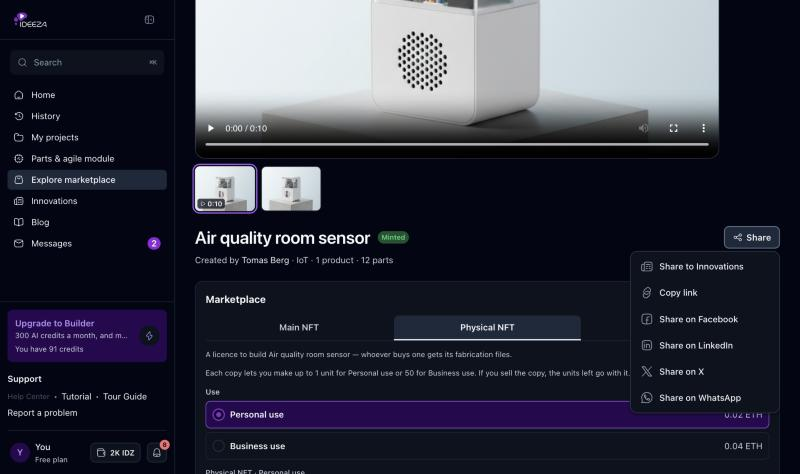 IDEEZA
Search
⌘K
Home
History
My projects
Parts & agile module
Explore marketplace
Innovations
Blog
Messages
2
Upgrade to Builder
300 AI credits a month, and m...
You have 91 credits
Support
Help Center • Tutorial • Tour Guide
Report a problem
Y
You
Free plan
2K IDZ
6
0:00 / 0:10
0:10
Air quality room sensor
Minted
Share
Created by Tomas Berg · IoT · 1 product · 12 parts
Share to Innovations
Copy link
Share on Facebook
Share on LinkedIn
Share on X
Share on WhatsApp
Marketplace
Main NFT
Physical NFT
A licence to build Air quality room sensor — whoever buys one gets its fabrication files.
Each copy lets you make up to 1 unit for Personal use or 50 for Business use. If you sell the copy, the units left go with it.
Use
Personal use
0.02 ETH
Business use
0.04 ETH
Physical NFT · Personal use